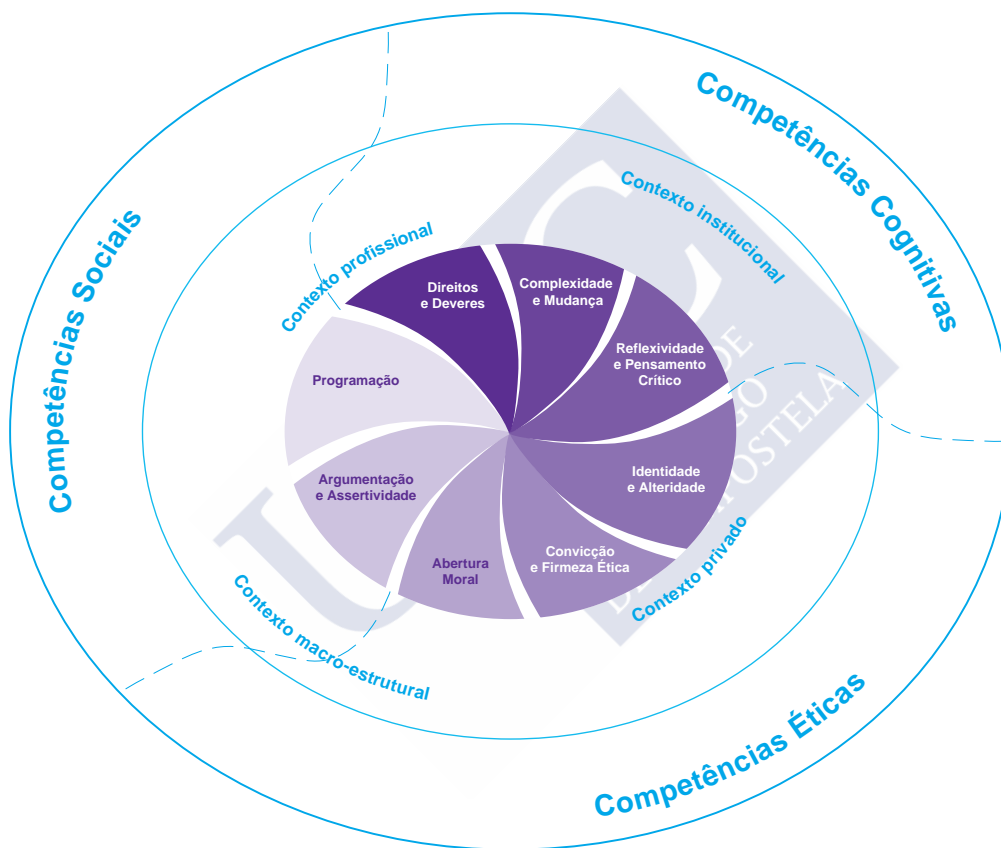 Competências Cognitivas
Contexto institucional
Competências Sociais
Contexto profissional
Direitos
e Deveres
Complexidade
e Mudança
Reflexividade
e Pensamento
Crítico
Programação
Identidade
e Alteridade
Argumentação
e Assertividade
Convicção
e Firmeza Ética
Abertura
Moral
Contexto privado
Contexto macro-estrutural
Competências Éticas